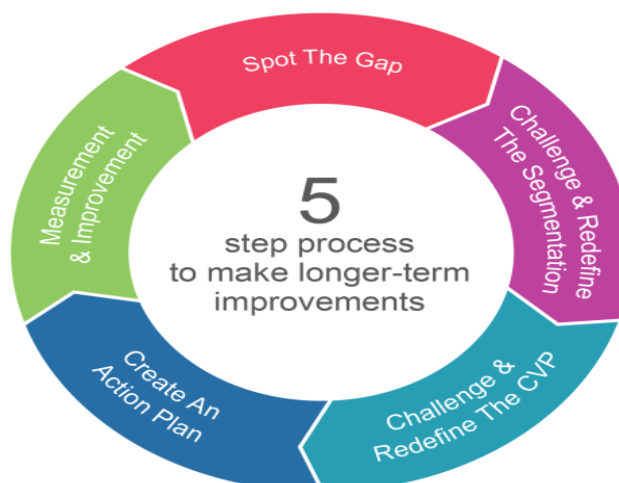 Spot The Gap
Challenge & Redefine
The Segmentation
Challenge &
Redefine The CVP
Create An
Action Plan
Measurement
& Improvement
5
step process
to make longer-term
improvements